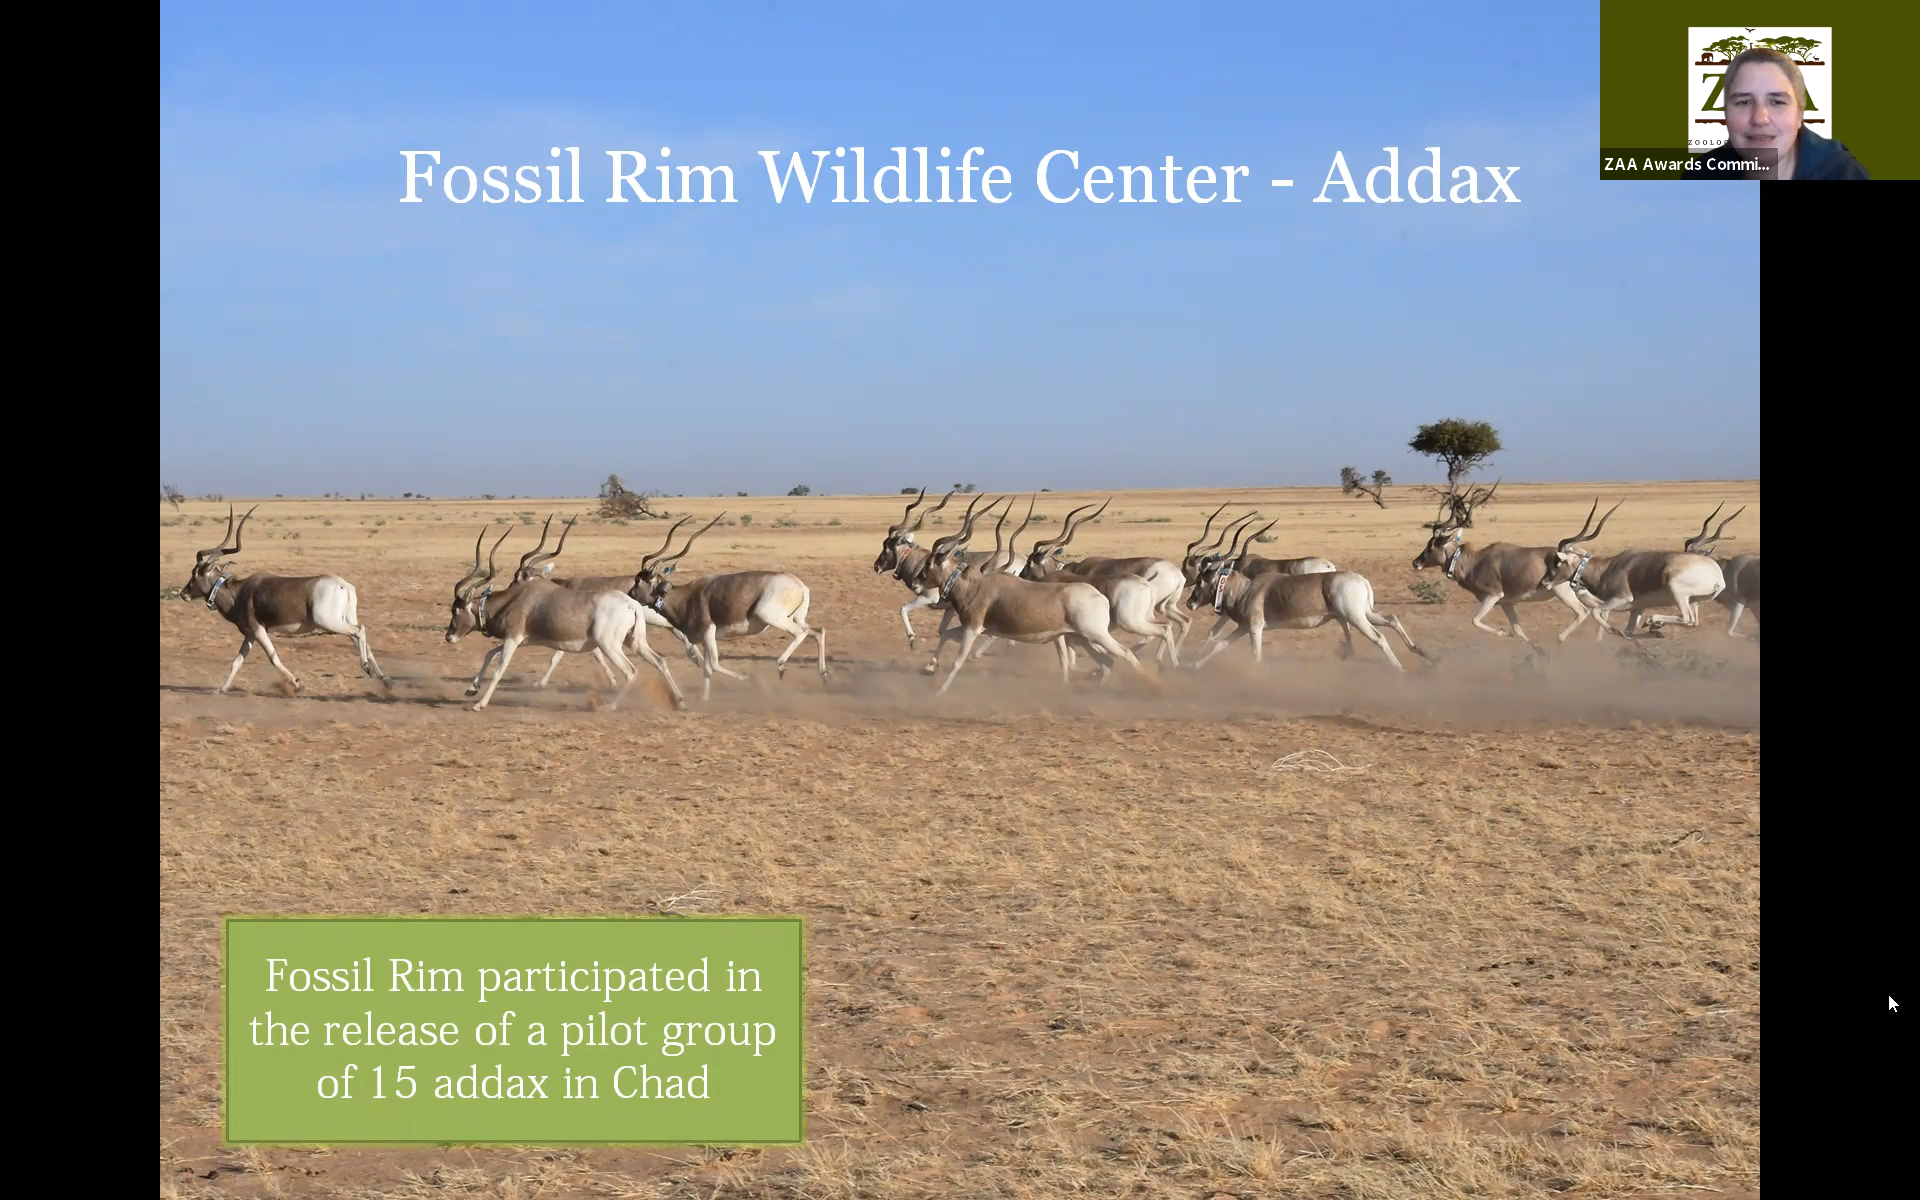 Fossil Rim Wildlife Center - Addax
ZAA Awards Commi...
Fossil Rim participated in
the release of a pilot group
of 15 addax in Chad